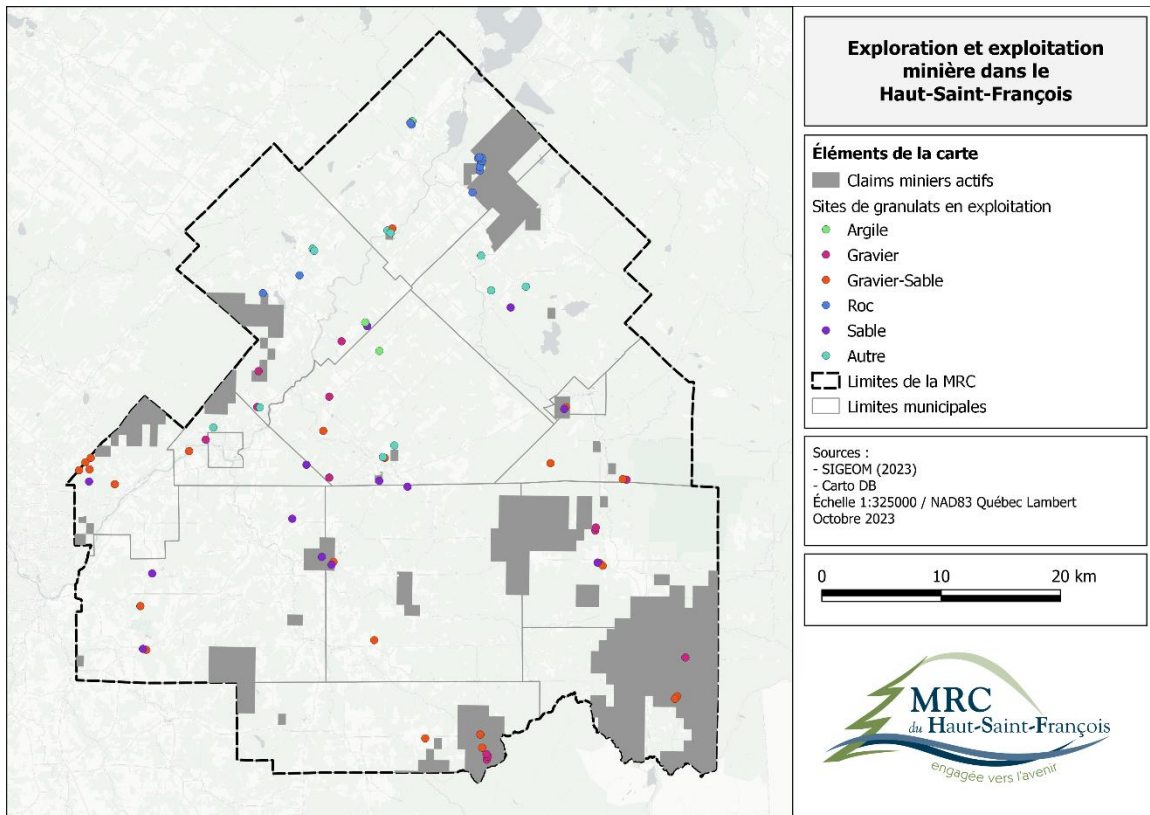 Exploration et exploitation
minière dans le
Haut-Saint-François
Éléments de la carte
Claims miniers actifs
Sites de granulats en exploitation
Argile
Gravier
Gravier-Sable
Roc
Sable
Autre
Limites de la MRC
Limites municipales
Sources :
- SIGEOM (2023)
- Carto DB
Échelle 1:325000 / NAD83 Québec Lambert
Octobre 2023
0 10 20 km
MRC
du Haut-Saint-François
engagée vers l'avenir